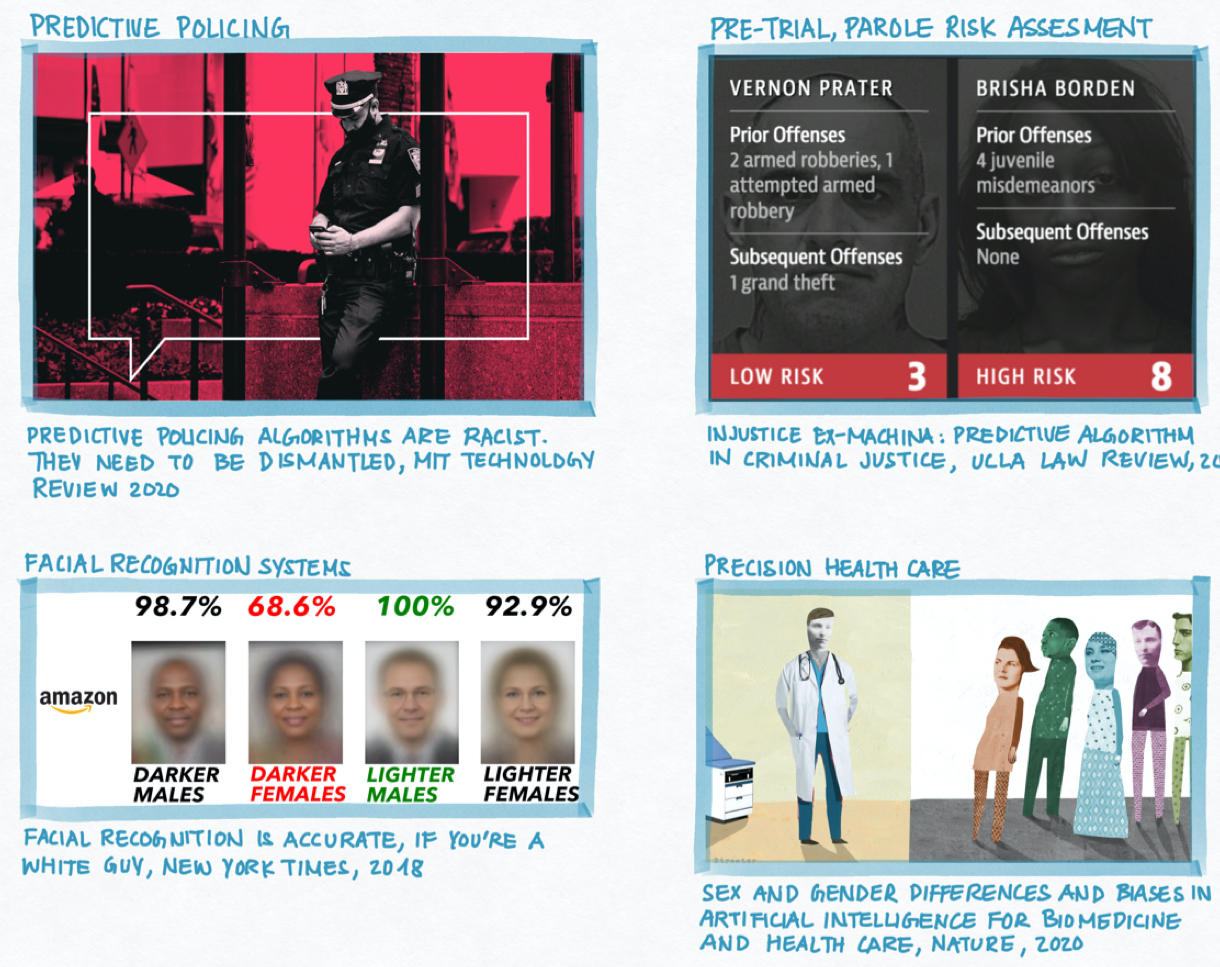 PREDICTIVE POLICING
PREDICTIVE POLICING ALGORITHMS ARE RACIST.
THEY NEED TO BE DISMANTLED, MIT TECHNOLOGY
REVIEW 2020
PRE-TRIAL, PAROLE RISK ASSESMENT
VERNON PRATER
Prior Offenses
2 armed robberies, 1
attempted armed
robbery
Subsequent Offenses
1 grand theft
LOW RISK 3
BRISHA BORDEN
Prior Offenses
4 juvenile
misdemeanors
Subsequent Offenses
None
HIGH RISK 8
INJUSTICE EX-MACHINA: PREDICTIVE ALGORITHM
IN CRIMINAL JUSTICE, UCLA LAW REVIEW, 20
FACIAL RECOGNITION SYSTEMS
98.7% 68.6% 100% 92.9%
amazon
DARKER DARKER LIGHTER LIGHTER
MALES FEMALES MALES FEMALES
FACIAL RECOGNITION IS ACCURATE, IF YOU'RE A
WHITE GUY, NEW YORK TIMES, 2018
PRECISION HEALTH CARE
SEX AND GENDER DIFFERENCES AND BIASES IN
ARTIFICIAL INTELLIGENCE FOR BIOMEDICINE
AND HEALTH CARE, NATURE, 2020